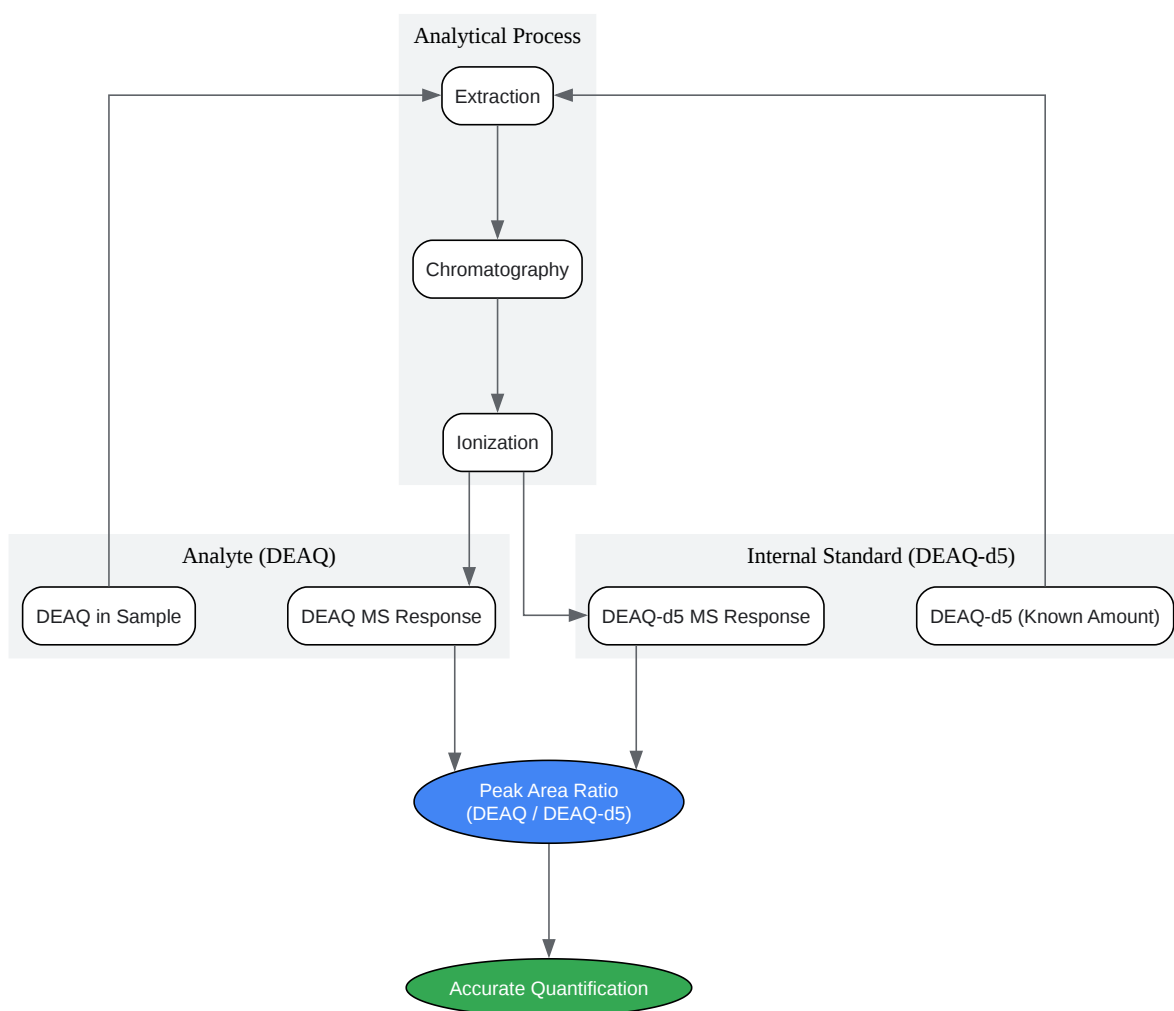 Analytical Process
Extraction
Chromatography
Ionization
Analyte (DEAQ)
Internal Standard (DEAQ-d5)
DEAQ in Sample
DEAQ MS Response
DEAQ-d5 MS Response
DEAQ-d5 (Known Amount)
Peak Area Ratio
(DEAQ / DEAQ-d5)
Accurate Quantification